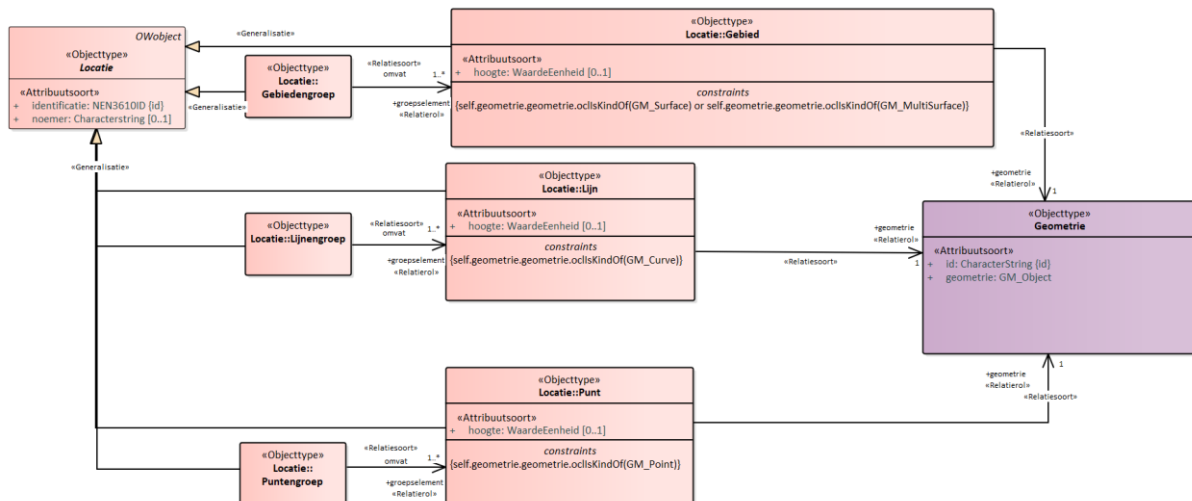 OWobject
«Objecttype»
Locatie
«Attribuutsoort»
+ identificatie: NEN3610ID {id}
+ noemer: Characterstring [0..1]
«Generalisatie»
«Generalisatie»
«Generalisatie»
«Objecttype»
Locatie::
Gebiedengroep
«Relatiesoort»
omvat
1..*
+groepselement
«Relatierol»
«Objecttype»
Locatie::Gebied
«Attribuutsoort»
+ hoogte: WaardeEenheid [0..1]
constraints
{self.geometrie.geometrie.oclIsKindOf(GM_Surface) or self.geometrie.geometrie.oclIsKindOf(GM_MultiSurface)}
«Relatiesoort»
+geometrie
«Relatierol»
1
«Objecttype»
Locatie::Lijnengroep
«Relatiesoort»
omvat
1..*
+groepselement
«Relatierol»
«Objecttype»
Locatie::Lijn
«Attribuutsoort»
+ hoogte: WaardeEenheid [0..1]
constraints
{self.geometrie.geometrie.oclIsKindOf(GM_Curve)}
+geometrie
«Relatierol»
1
«Relatiesoort»
«Objecttype»
Geometrie
«Attribuutsoort»
+ id: CharacterString {id}
+ geometrie: GM_Object
«Objecttype»
Locatie::
Puntengroep
«Relatiesoort»
omvat
1..*
+groepselement
«Relatierol»
«Objecttype»
Locatie::Punt
«Attribuutsoort»
+ hoogte: WaardeEenheid [0..1]
constraints
{self.geometrie.geometrie.oclIsKindOf(GM_Point)}
1
+geometrie
«Relatierol»
«Relatiesoort»